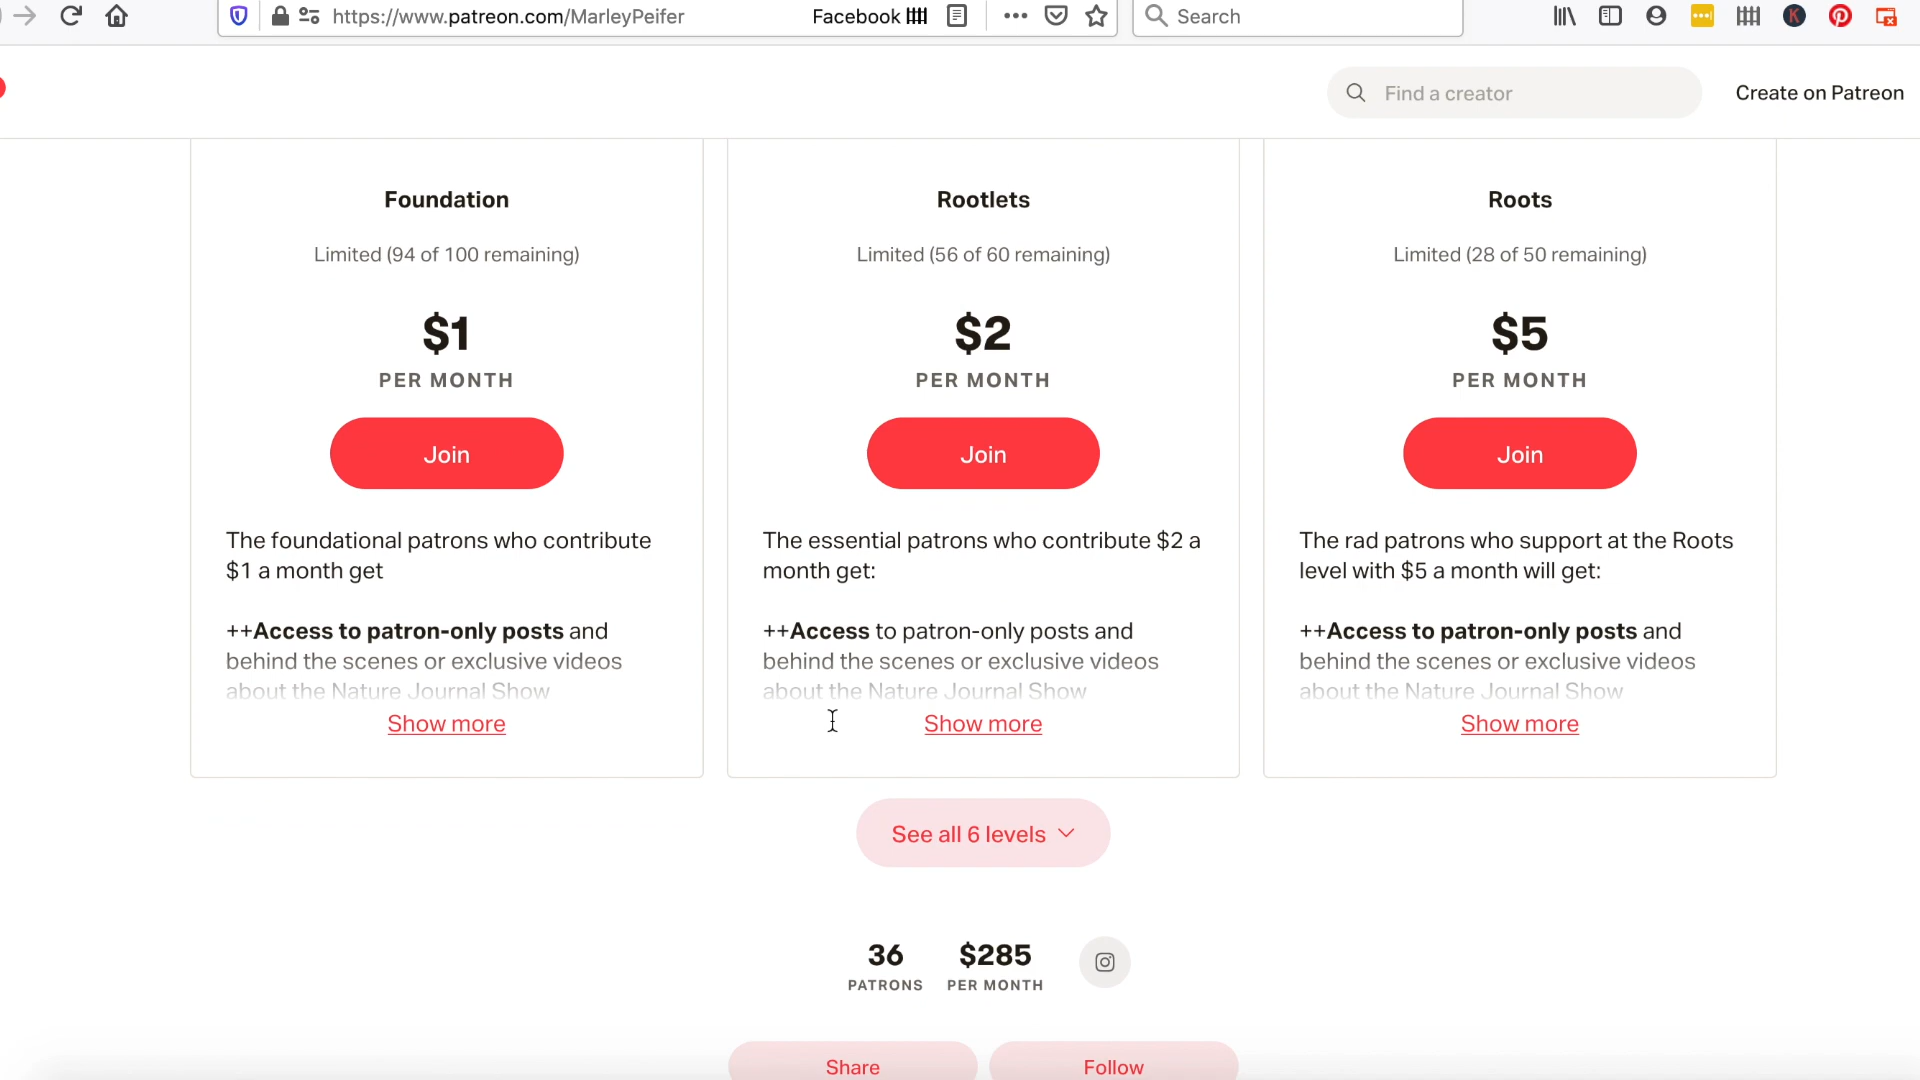 https://www.patreon.com/MarleyPeifer
Facebook
Search
Find a creator
Create on Patreon
Foundation
Limited (94 of 100 remaining)
$1
PER MONTH
Join
The foundational patrons who contribute
$1 a month get
++Access to patron-only posts and
behind the scenes or exclusive videos
about the Nature Journal Show
Show more
Rootlets
Limited (56 of 60 remaining)
$2
PER MONTH
Join
The essential patrons who contribute $2 a
month get:
++Access to patron-only posts and
behind the scenes or exclusive videos
about the Nature Journal Show
Show more
Roots
Limited (28 of 50 remaining)
$5
PER MONTH
Join
The rad patrons who support at the Roots
level with $5 a month will get:
++Access to patron-only posts and
behind the scenes or exclusive videos
about the Nature Journal Show
Show more
See all 6 levels
36
PATRONS
$285
PER MONTH
Share
Follow